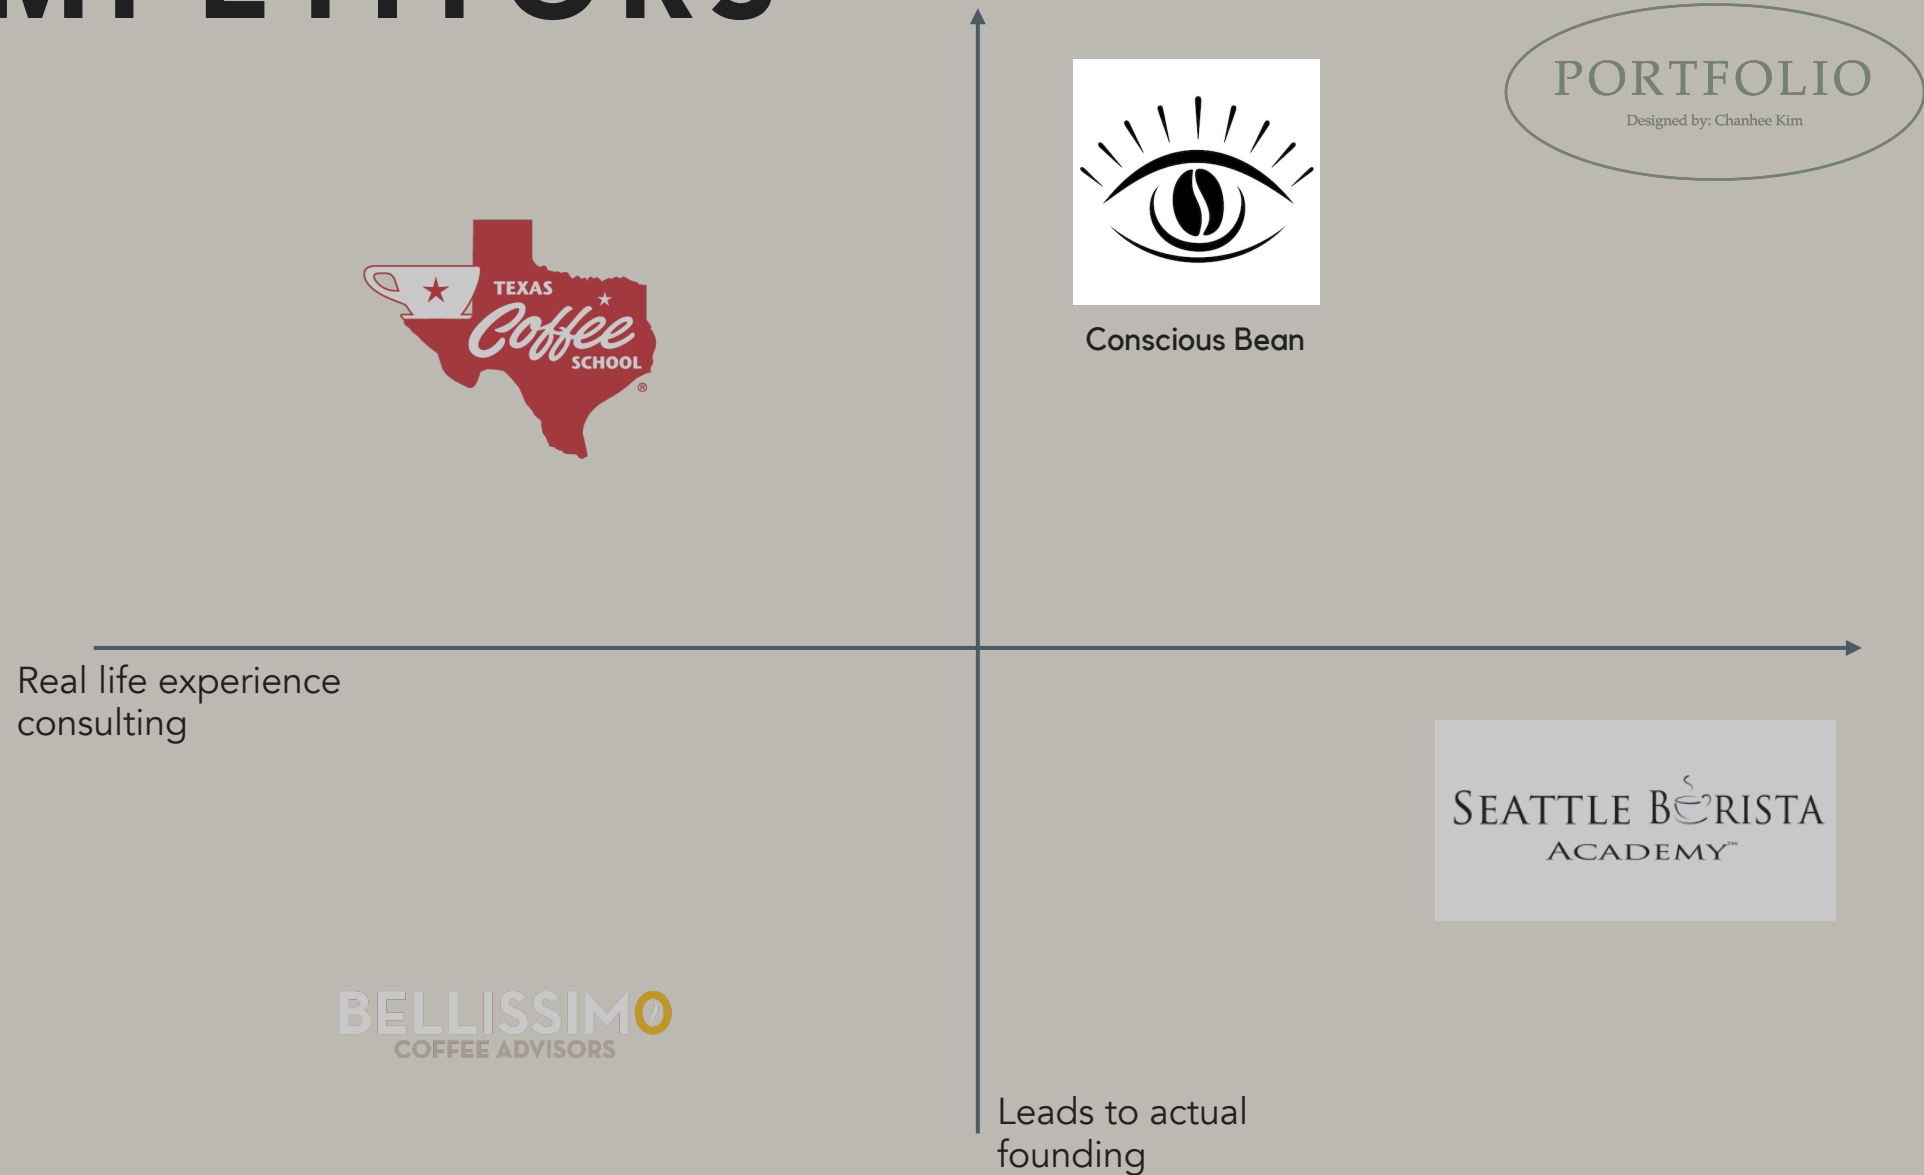 PORTFOLIO
Designed by: Chanhee Kim
TEXAS
Coffee
SCHOOL
®
Conscious Bean
Real life experience
consulting
SEATTLE BARISTA
ACADEMY™
BELLISSIMO
COFFEE ADVISORS
Leads to actual
founding